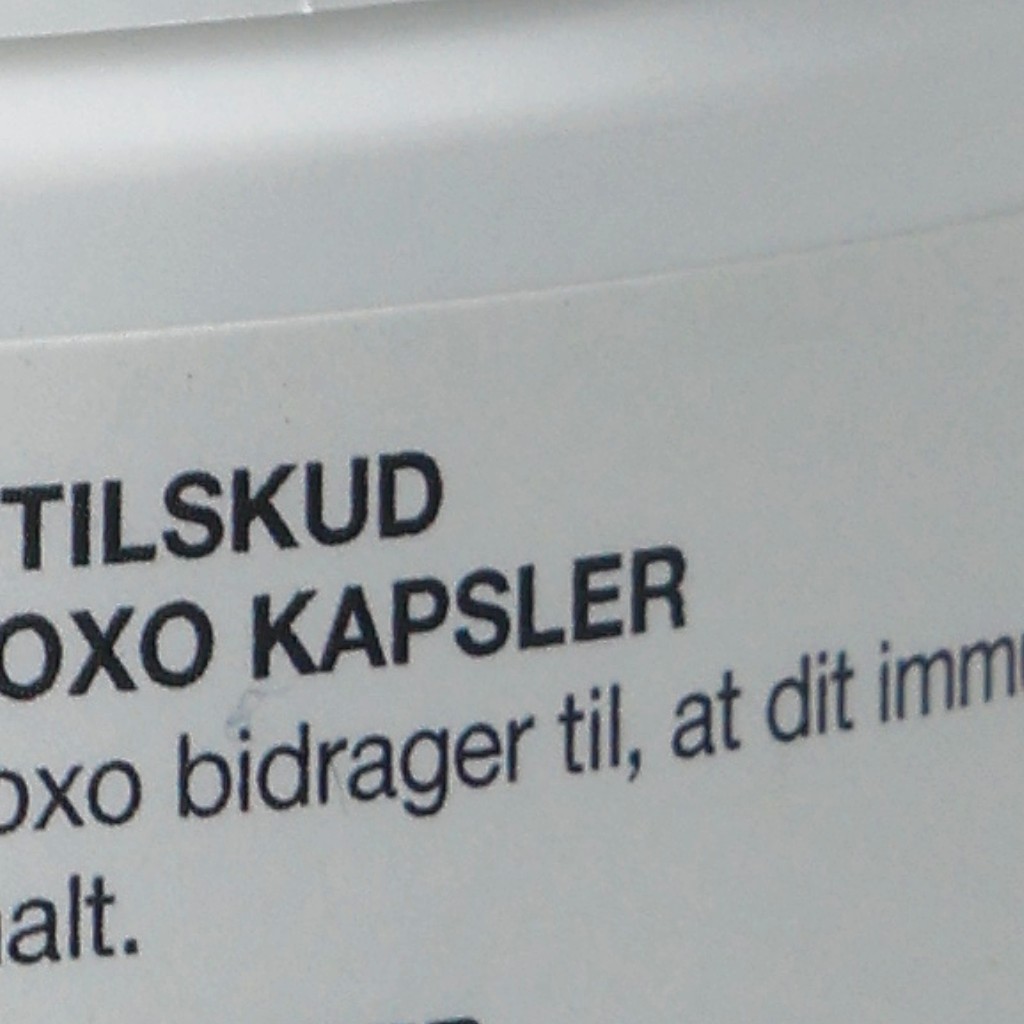 TILSKUD
OXO KAPSLER
oxo bidrager til, at dit imm
alt.